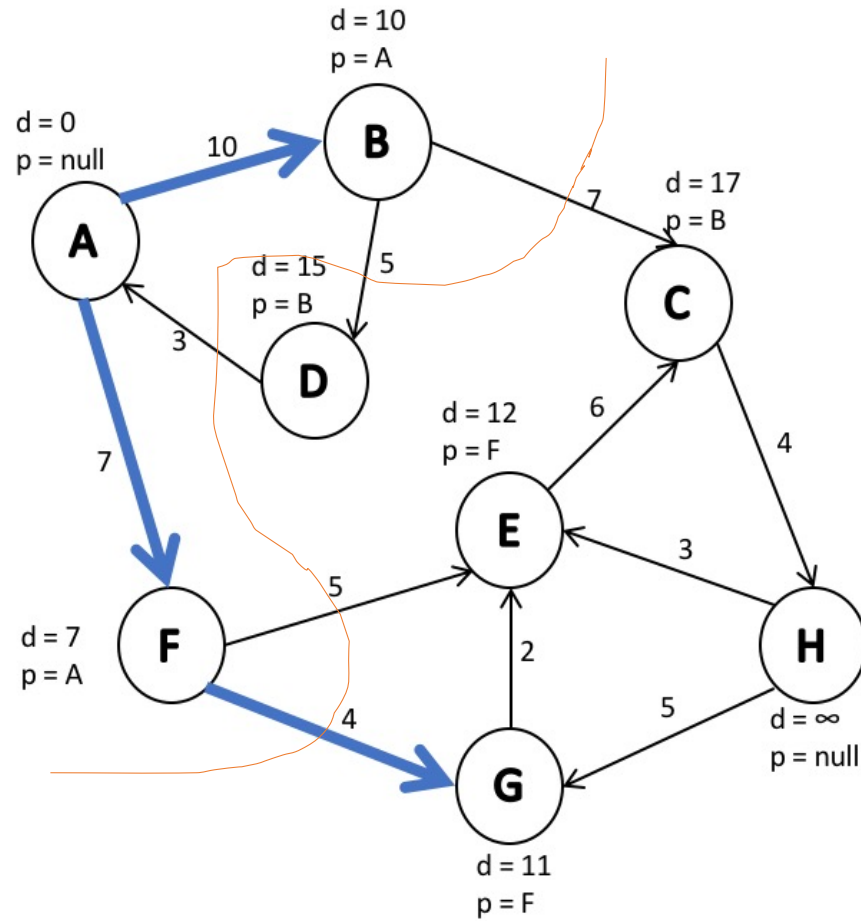 d = 10
p = A
d = 0
p = null
10
B
A
7
d = 17
p = B
5
d = 15
p = B
C
3
D
d = 12
p = F
6
4
7
E
3
5
F
H
d = 7
p = A
2
4
5
d = ∞
p = null
G
d = 11
p = F